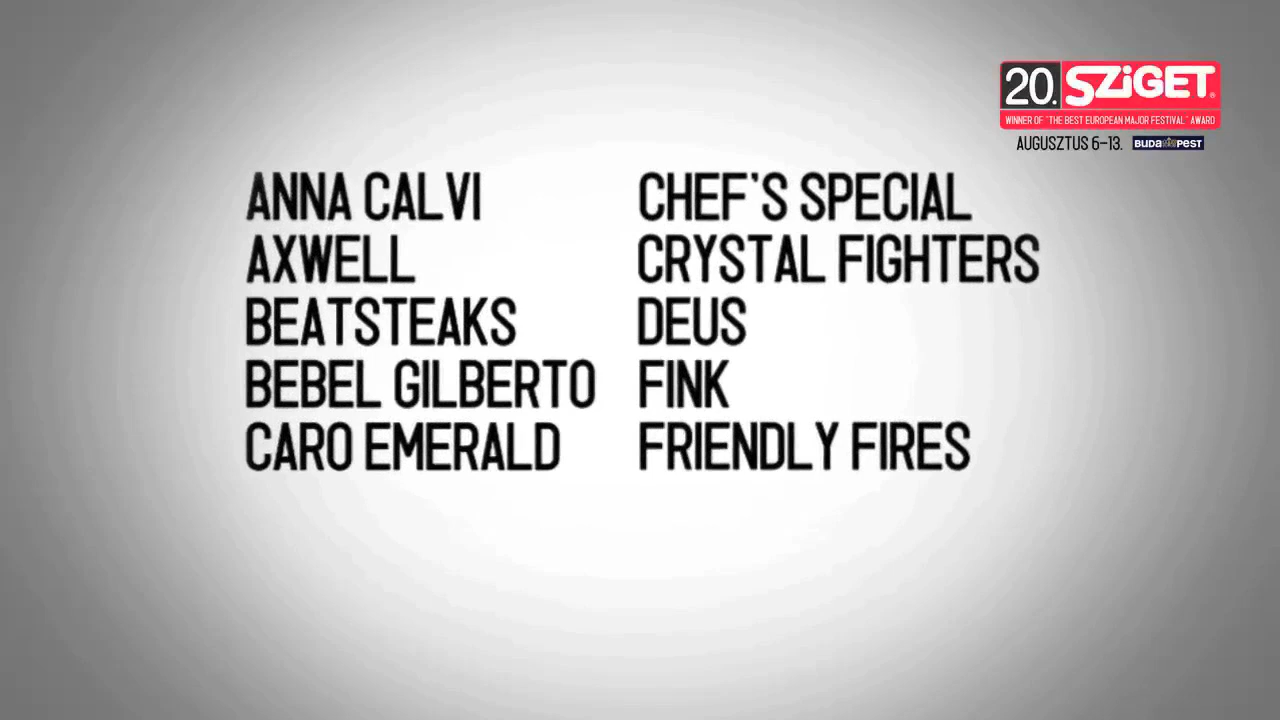 20. SZiGET
WINNER OF "THE BEST EUROPEAN MAJOR FESTIVAL" AWARD
AUGUSZTUS 6-13. BUDAPEST
ANNA CALVI
AXWELL
BEATSTEAKS
BEBEL GILBERTO
CARO EMERALD
CHEF'S SPECIAL
CRYSTAL FIGHTERS
DEUS
FINK
FRIENDLY FIRES